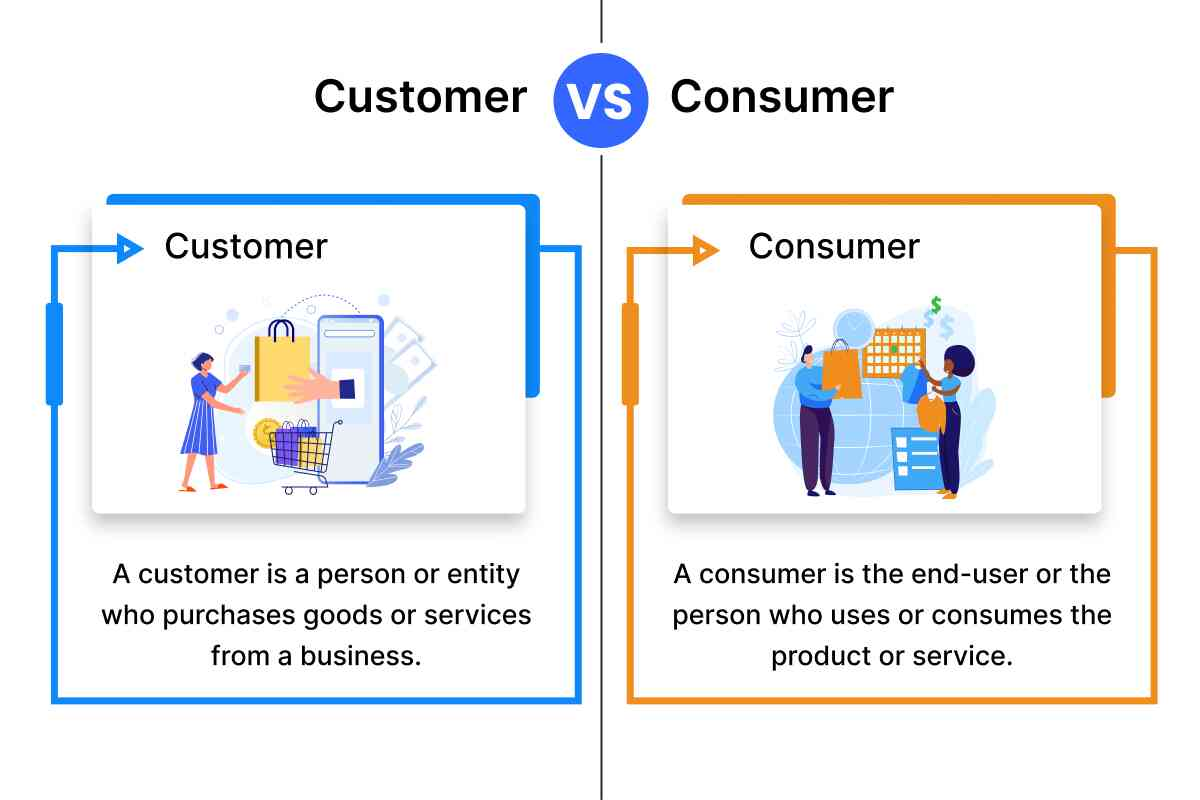 Customer VS Consumer
Customer
A customer is a person or entity
who purchases goods or services
from a business.
Consumer
$
$ $
A consumer is the end-user or the
person who uses or consumes the
product or service.